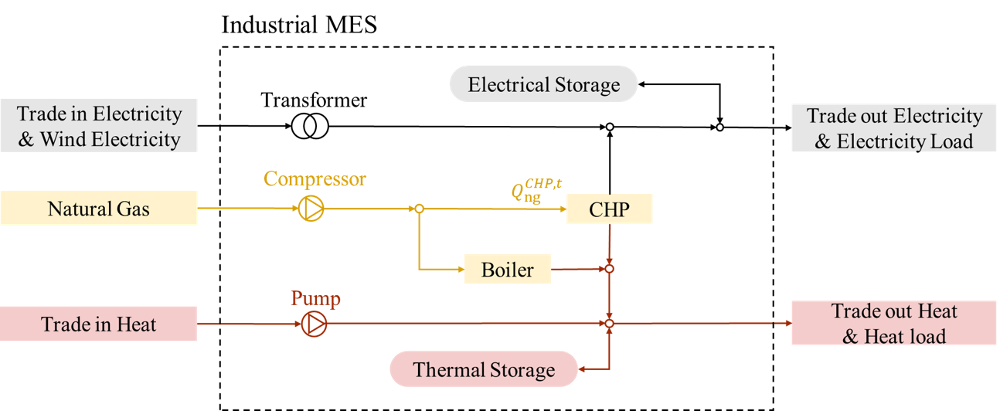 Industrial MES
Electrical Storage
Transformer
Trade in Electricity
& Wind Electricity
Trade out Electricity
& Electricity Load
Compressor
Q_ng^{CHP,t}
Natural Gas
CHP
Boiler
Pump
Trade in Heat
Trade out Heat
& Heat load
Thermal Storage